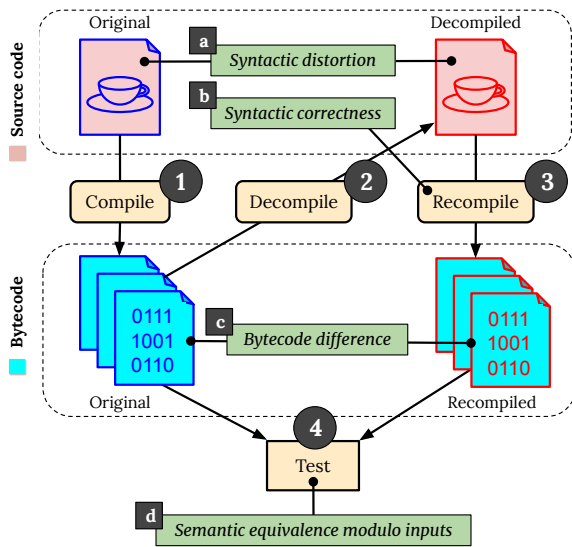 Original
Decompiled
a
Syntactic distortion
b
Syntactic correctness
Source code
1
2
3
Compile
Decompile
Recompile
Bytecode
0111
1001
0110
c
Bytecode difference
0111
1001
0110
Original
Recompiled
4
Test
d
Semantic equivalence modulo inputs